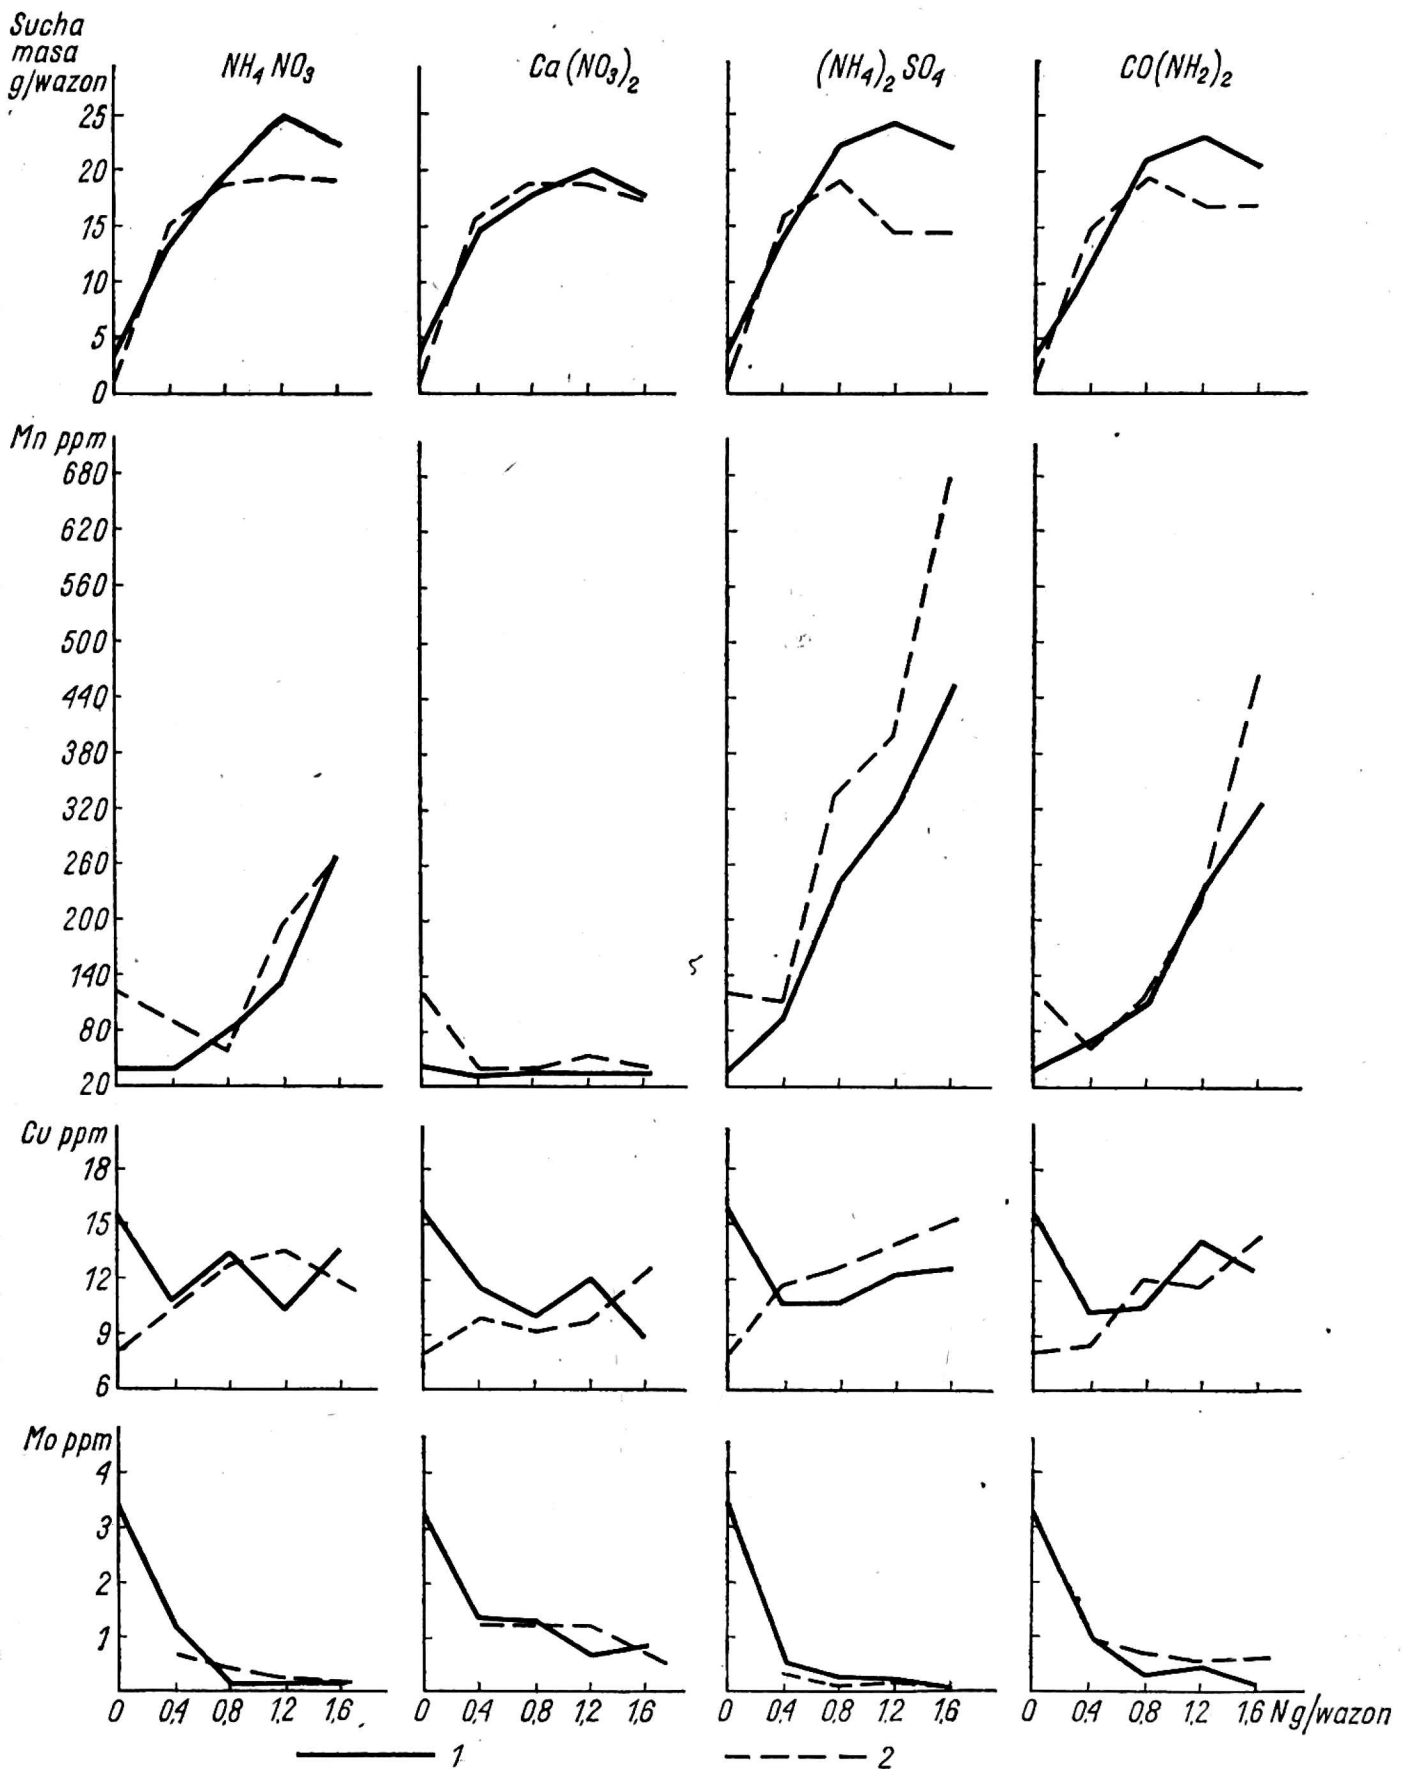 Sucha
masa
g/wazon
NH₄NO₃
Ca(NO₃)₂
(NH₄)₂SO₄
CO(NH₂)₂
25
20
15
10
5
0
Mn ppm
680
620
560
500
440
380
320
260
200
140
80
20
Cu ppm
18
15
12
9
6
Mo ppm
4
3
2
1
0 0,4 0,8 1,2 1,6 0 0,4 0,8 1,2 1,6 0 0,4 0,8 1,2 1,6 0 0,4 0,8 1,2 1,6 N g/wazon
1 2